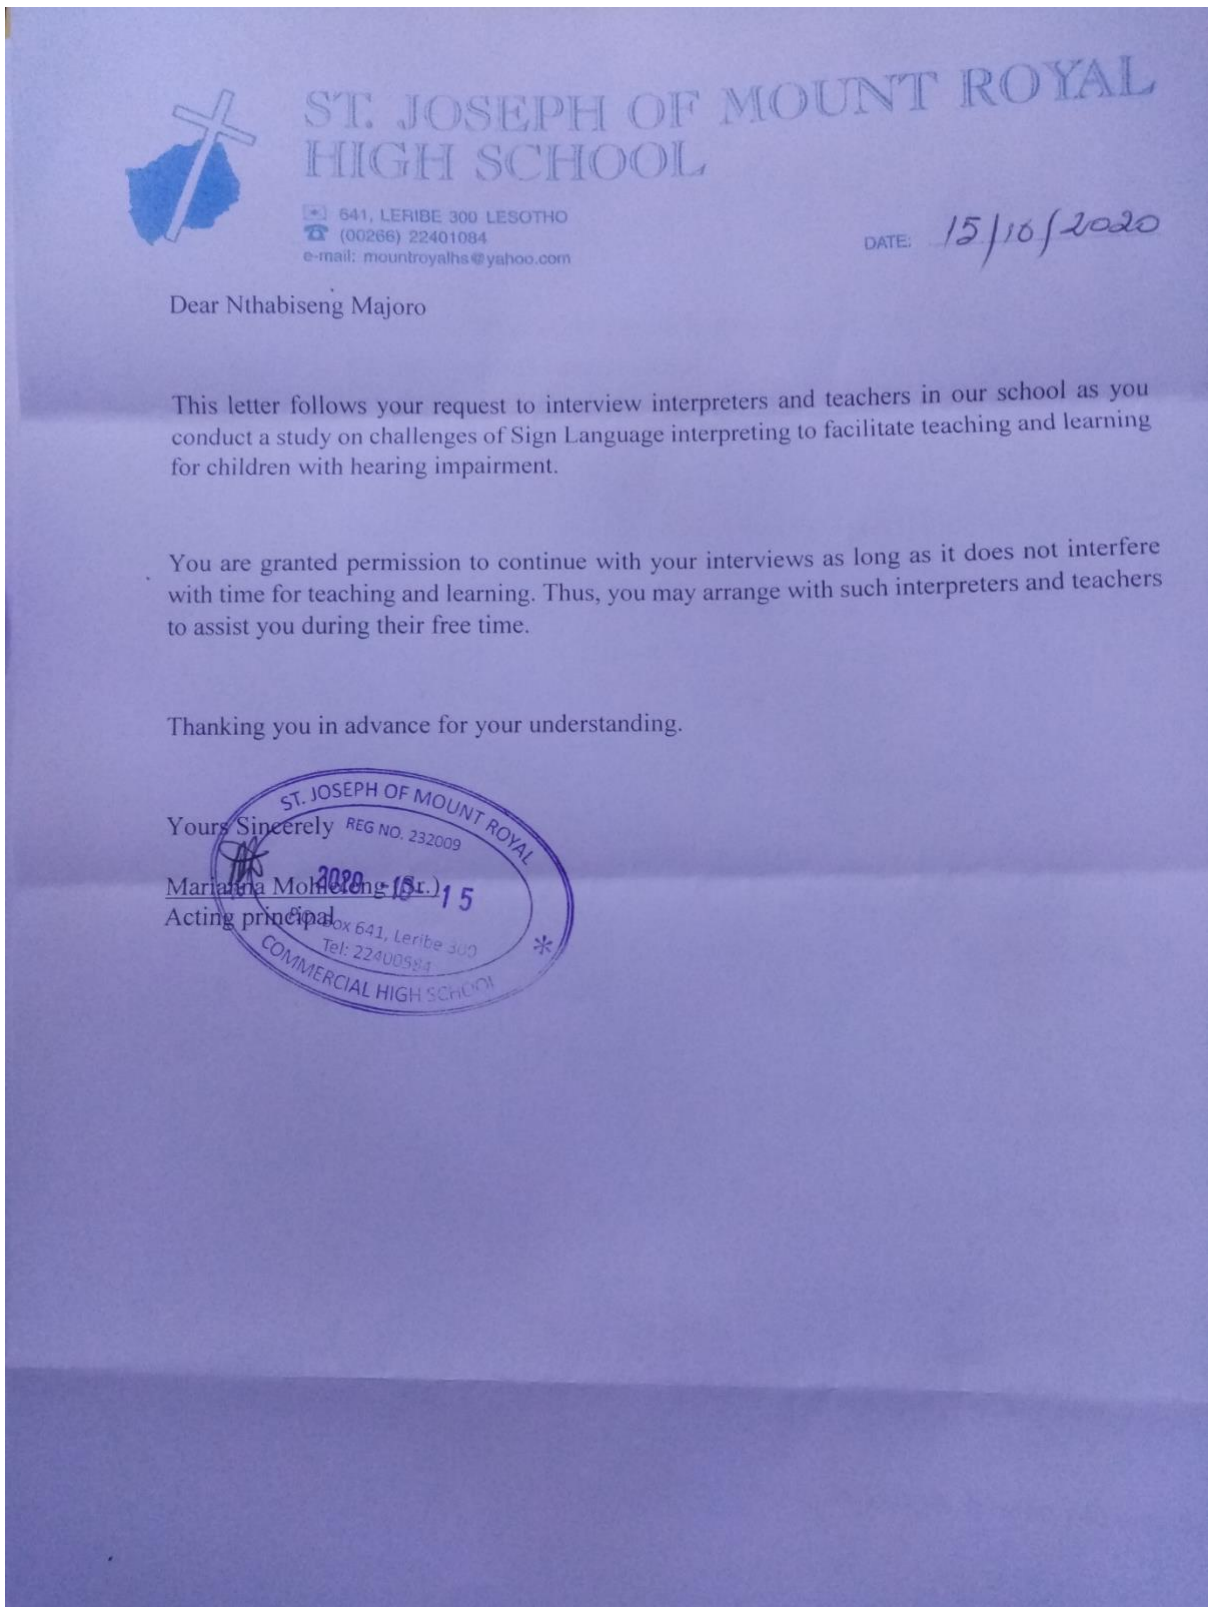 ST. JOSEPH OF MOUNT ROYAL
HIGH SCHOOL
641, LERIBE 300 LESOTHO
(00266) 22401084
e-mail: mountroyalhs@yahoo.com
DATE: 15/10/2020
Dear Nthabiseng Majoro
This letter follows your request to interview interpreters and teachers in our school as you
conduct a study on challenges of Sign Language interpreting to facilitate teaching and learning
for children with hearing impairment.
You are granted permission to continue with your interviews as long as it does not interfere
with time for teaching and learning. Thus, you may arrange with such interpreters and teachers
to assist you during their free time.
Thanking you in advance for your understanding.
Yours Sincerely
Marianna (Sr.)
Acting principal
ST. JOSEPH OF MOUNT ROYAL
REG NO. 232009
2020 15
Box 641, Leribe 300
Tel:
COMMERCIAL HIGH SCHOOL